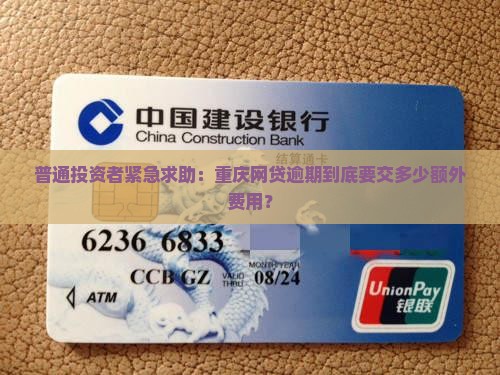 中国建设银行
China Construction Bank
结算通卡
普通投资者紧急求助：重庆网贷逾期到底要交多少额外
费用？
6236 6833
MONTH/YEAR
CCB GZ VALID THRU 08/24
ATM
UnionPay
银联